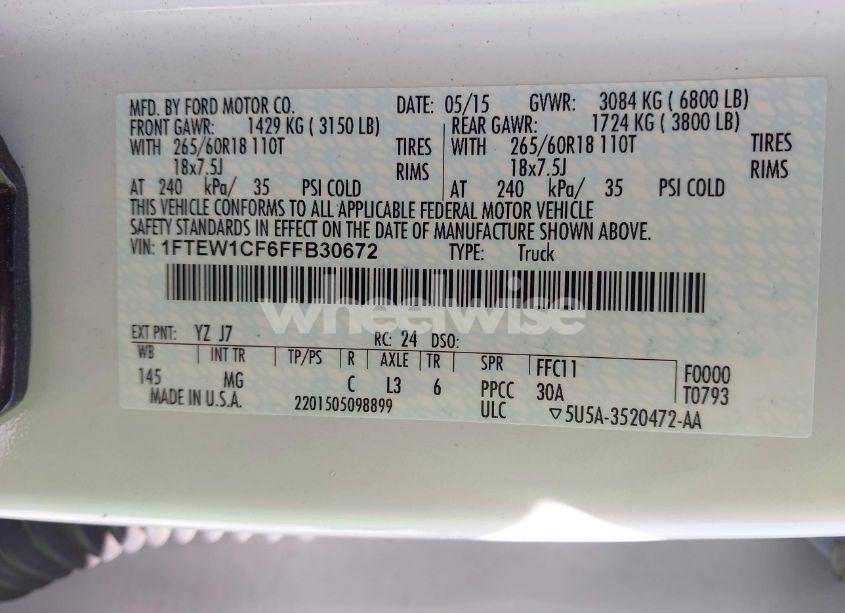 MFD. BY FORD MOTOR CO. DATE: 05/15 GVWR: 3084 KG ( 6800 LB)
FRONT GAWR: 1429 KG ( 3150 LB) REAR GAWR: 1724 KG ( 3800 LB)
WITH 265/60R18 110T TIRES WITH 265/60R18 110T TIRES
18x7.5J RIMS 18x7.5J RIMS
AT 240 kPa/ 35 PSI COLD AT 240 kPa/ 35 PSI COLD
THIS VEHICLE CONFORMS TO ALL APPLICABLE FEDERAL MOTOR VEHICLE
SAFETY STANDARDS IN EFFECT ON THE DATE OF MANUFACTURE SHOWN ABOVE.
VIN: 1FTEW1CF6FFB30672 TYPE: Truck
wheelwise
EXT PNT: YZ J7 RC: 24 DSO:
WB INT TR TP/PS R AXLE TR SPR FFC11 F0000
145 MG C L3 6 PPCC 30A T0793
MADE IN U.S.A. 2201505098899 ULC ▽5U5A-3520472-AA